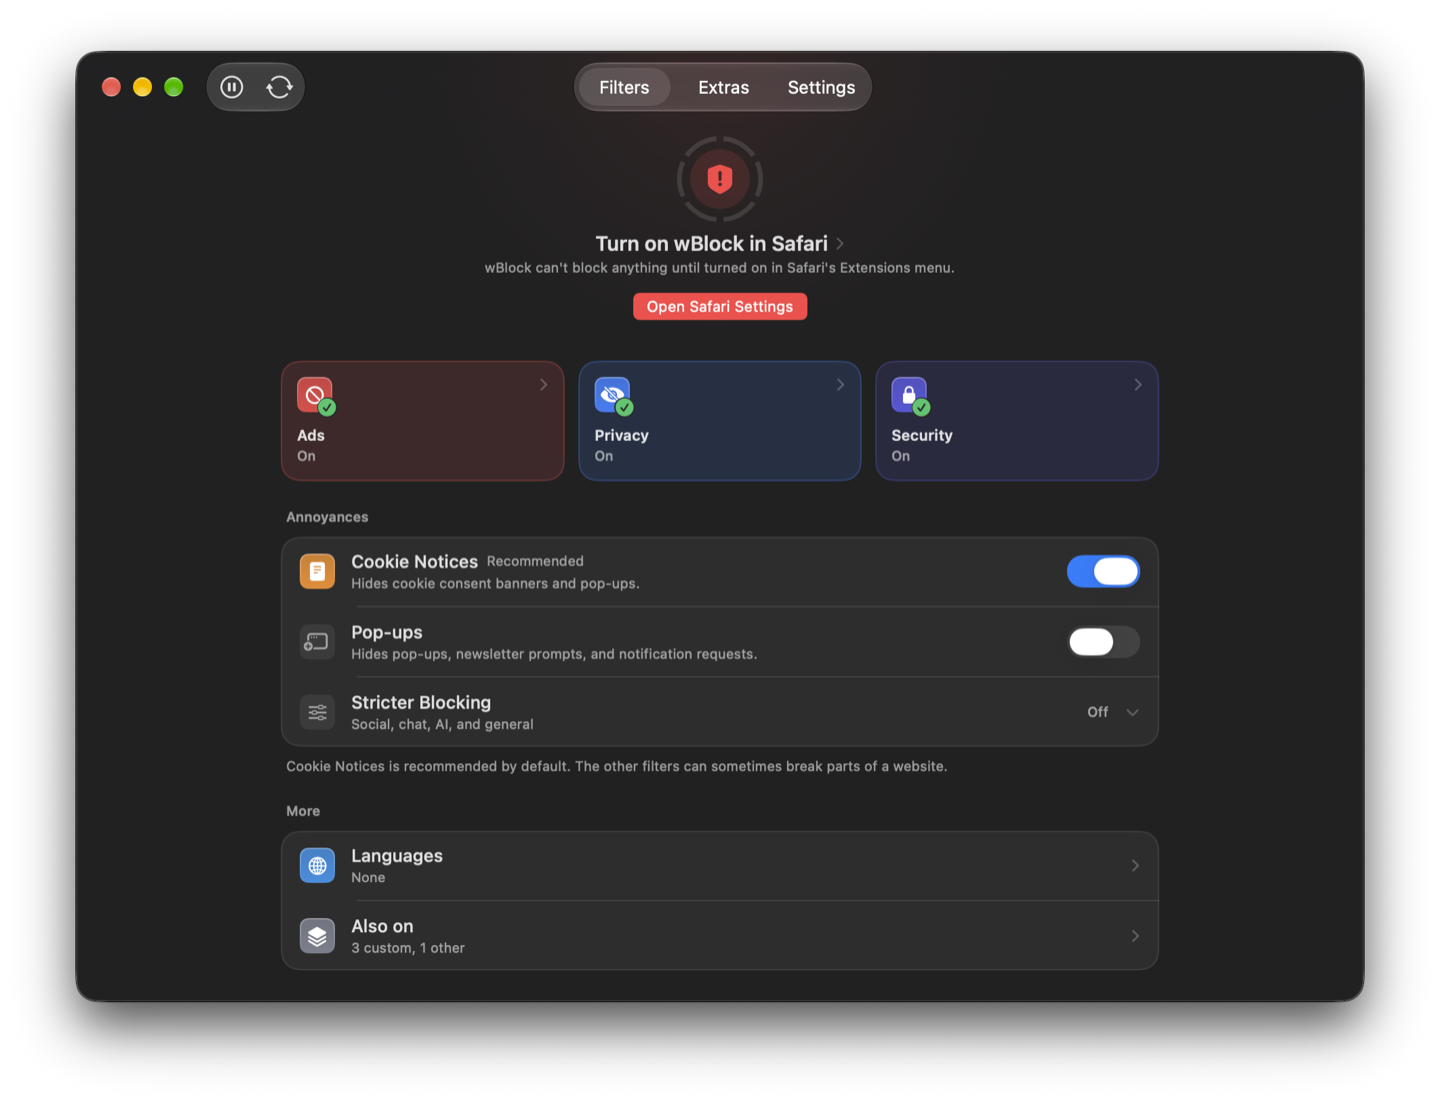 Filters
Extras
Settings
Turn on wBlock in Safari
wBlock can't block anything until turned on in Safari's Extensions menu.
Open Safari Settings
Ads
On
Privacy
On
Security
On
Annoyances
Cookie Notices Recommended
Hides cookie consent banners and pop-ups.
Pop-ups
Hides pop-ups, newsletter prompts, and notification requests.
Stricter Blocking
Social, chat, AI, and general
Off
Cookie Notices is recommended by default. The other filters can sometimes break parts of a website.
More
Languages
None
Also on
3 custom, 1 other